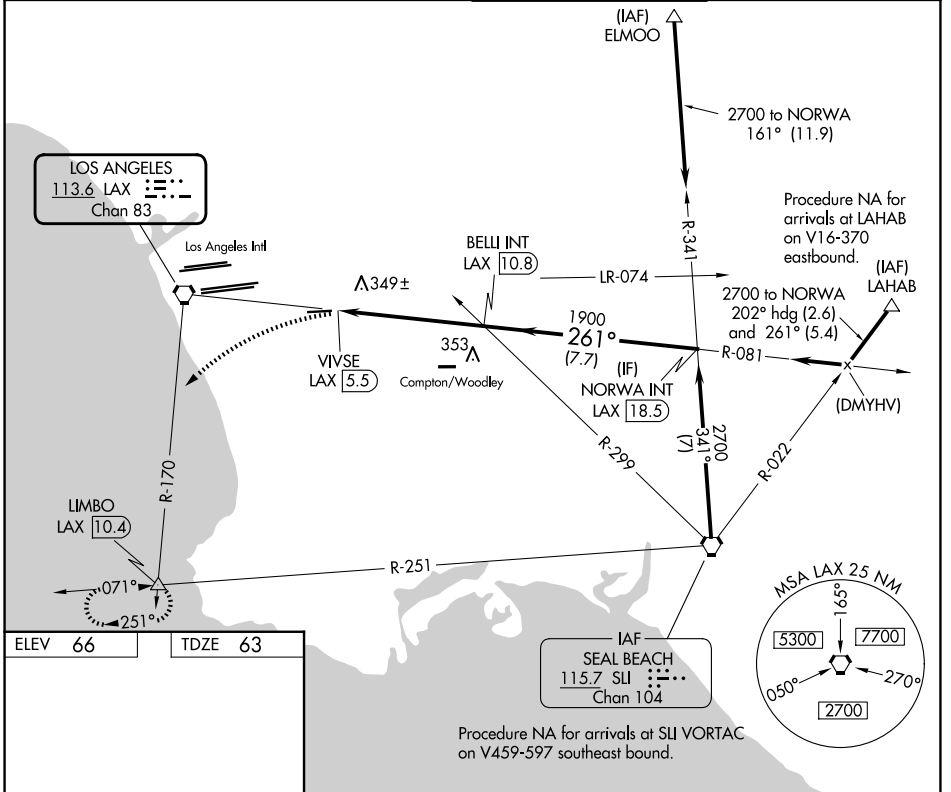 (IAF)
ELMOO
2700 to NORWA
161° (11.9)
LOS ANGELES
113.6 LAX
Chan 83
Los Angeles Intl
Procedure NA for
arrivals at LAHAB
on V16-370
eastbound.
(IAF)
LAHAB
BELLI INT
LAX 10.8
LR-074
R-341
2700 to NORWA
202° hdg (2.6)
and 261° (5.4)
349±
1900
261°
(7.7)
R-081
353
Compton/Woodley
VIVSE
LAX 5.5
(IF)
NORWA INT
LAX 18.5
(DMYHV)
2700
341°
(7)
R-299
R-022
R-170
LIMBO
LAX 10.4
R-251
071°
251°
MSA LAX 25 NM
165°
5300
7700
050°
270°
2700
ELEV 66
TDZE 63
IAF
SEAL BEACH
115.7 SLI
Chan 104
Procedure NA for arrivals at SLI VORTAC
on V459-597 southeast bound.